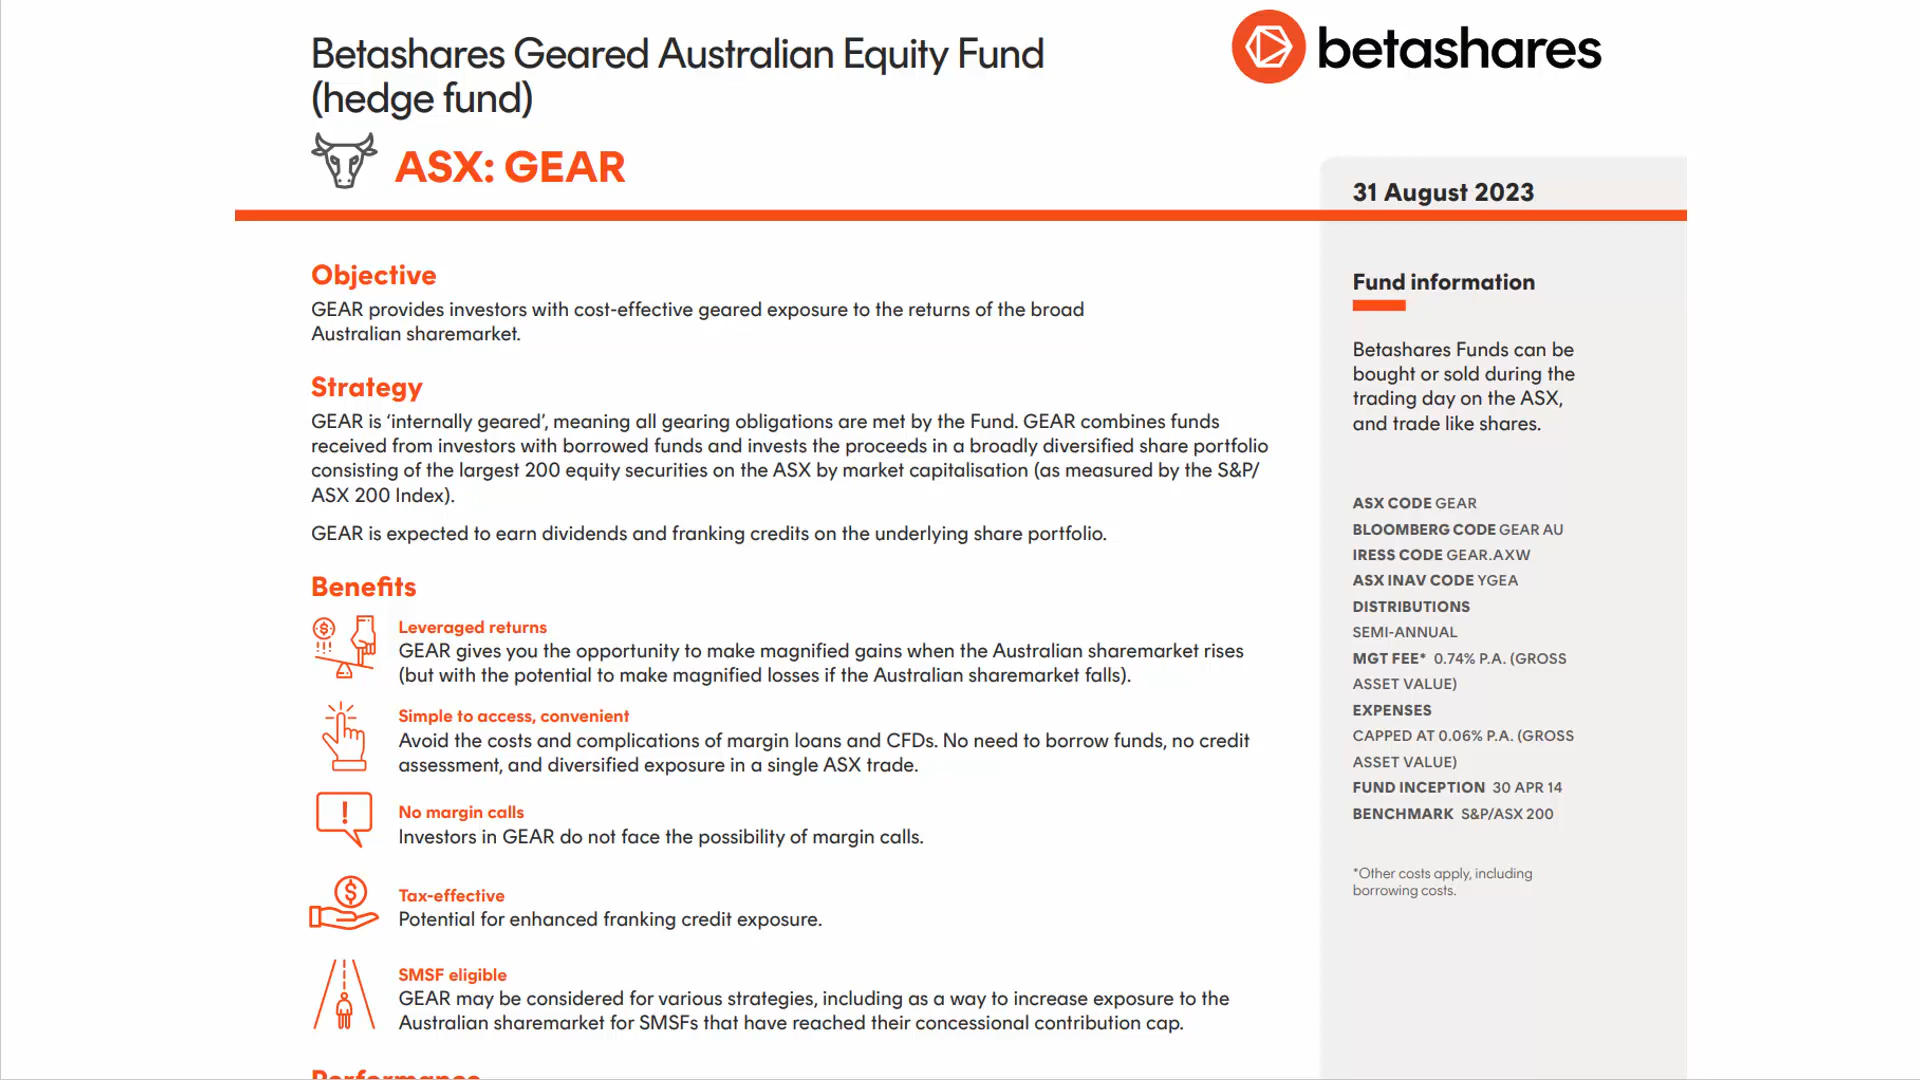 Betashares Geared Australian Equity Fund
(hedge fund)
betashares
ASX: GEAR
31 August 2023
Objective
GEAR provides investors with cost-effective geared exposure to the returns of the broad
Australian sharemarket.
Strategy
GEAR is ‘internally geared’, meaning all gearing obligations are met by the Fund. GEAR combines funds
received from investors with borrowed funds and invests the proceeds in a broadly diversified share portfolio
consisting of the largest 200 equity securities on the ASX by market capitalisation (as measured by the S&P/
ASX 200 Index).
GEAR is expected to earn dividends and franking credits on the underlying share portfolio.
Benefits
Leveraged returns
GEAR gives you the opportunity to make magnified gains when the Australian sharemarket rises
(but with the potential to make magnified losses if the Australian sharemarket falls).
Simple to access, convenient
Avoid the costs and complications of margin loans and CFDs. No need to borrow funds, no credit
assessment, and diversified exposure in a single ASX trade.
No margin calls
Investors in GEAR do not face the possibility of margin calls.
Tax-effective
Potential for enhanced franking credit exposure.
SMSF eligible
GEAR may be considered for various strategies, including as a way to increase exposure to the
Australian sharemarket for SMSFs that have reached their concessional contribution cap.
Performance
Fund information
Betashares Funds can be
bought or sold during the
trading day on the ASX,
and trade like shares.
ASX CODE GEAR
BLOOMBERG CODE GEAR AU
IRESS CODE GEAR.AXW
ASX INAV CODE YGEA
DISTRIBUTIONS
SEMI-ANNUAL
MGT FEE* 0.74% P.A. (GROSS
ASSET VALUE)
EXPENSES
CAPPED AT 0.06% P.A. (GROSS
ASSET VALUE)
FUND INCEPTION 30 APR 14
BENCHMARK S&P/ASX 200
*Other costs apply, including
borrowing costs.